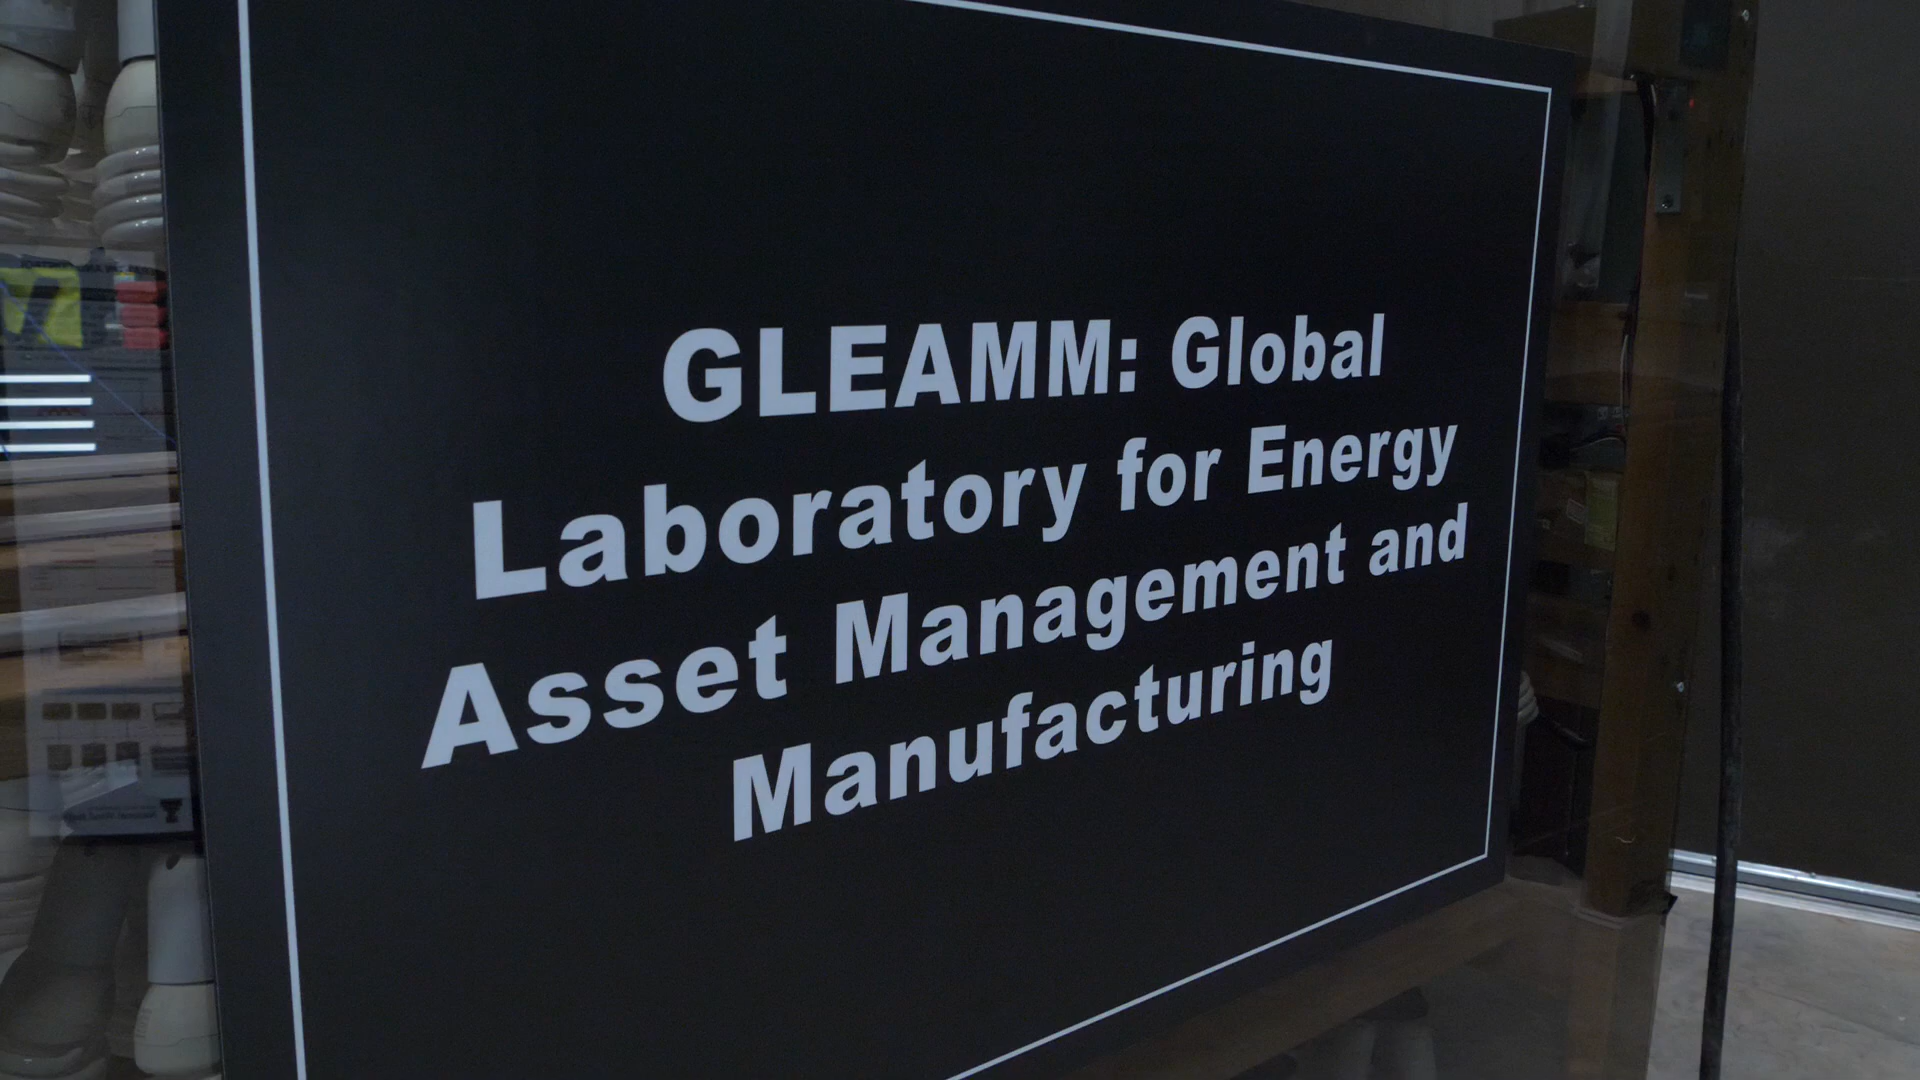 GLEAMM: Global
Laboratory for Energy
Asset Management and
Manufacturing